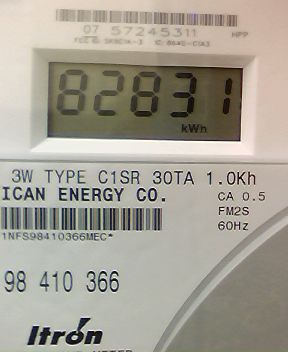 07 57245311 HPP
82831
kWh
3W TYPE C1SR 30TA 1.0Kh
ICAN ENERGY CO. CA 0.5
FM2S
60Hz
1NFS98410366MEC*
98 410 366
Itron